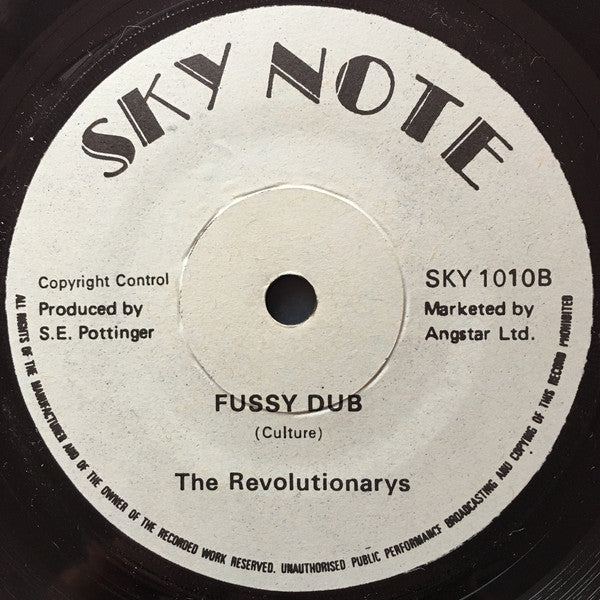 SKY NOTE
Copyright Control
Produced by
S.E. Pottinger
SKY 1010B
Marketed by
Angstar Ltd.
FUSSY DUB
(Culture)
The Revolutionarys
ALL RIGHTS OF THE MANUFACTURER AND OF THE OWNER OF THE RECORDED WORK RESERVED. UNAUTHORISED PUBLIC PERFORMANCE BROADCASTING AND COPYING OF THIS RECORD PROHIBITED